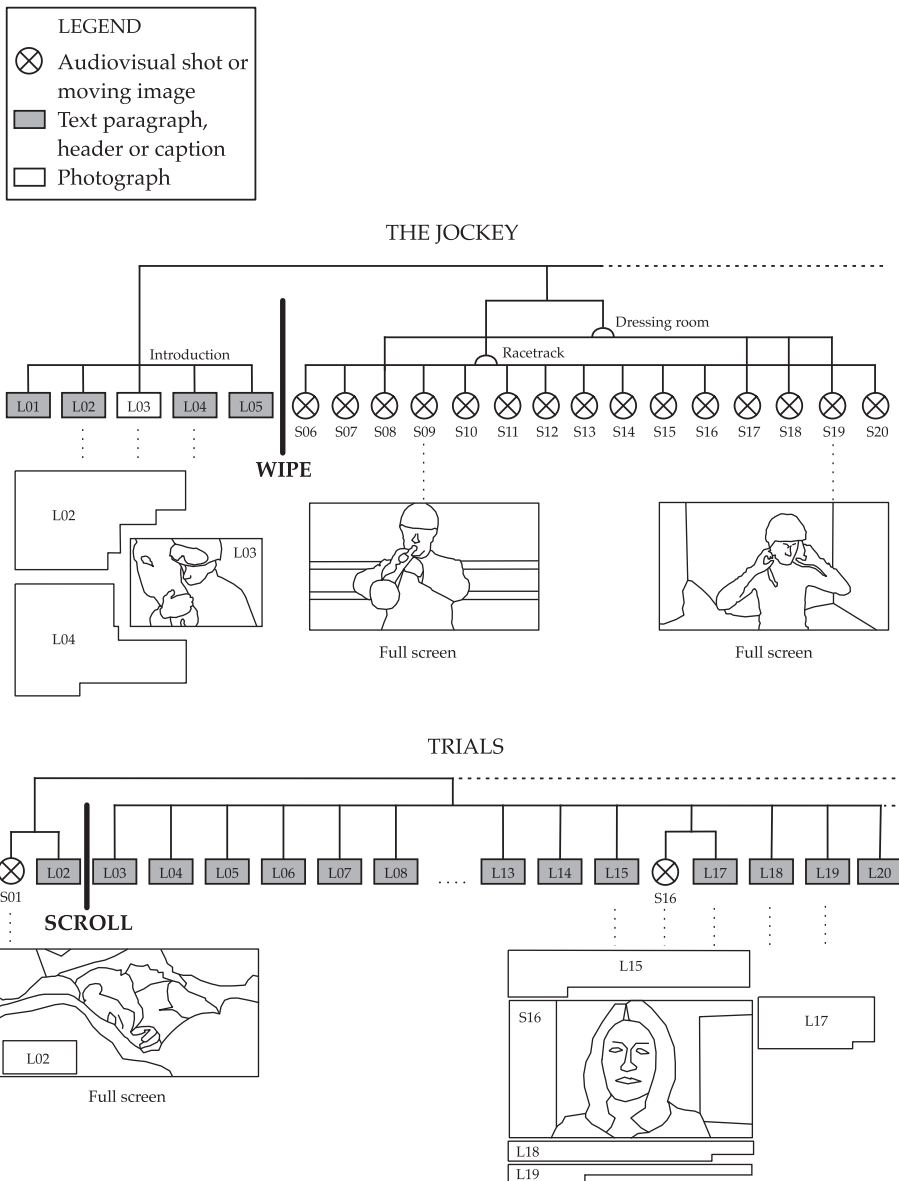 LEGEND
Audiovisual shot or
moving image
Text paragraph,
header or caption
Photograph
THE JOCKEY
Dressing room
Introduction
Racetrack
L01 L02 L03 L04 L05
S06 S07 S08 S09 S10 S11 S12 S13 S14 S15 S16 S17 S18 S19 S20
WIPE
L02
L03
L04
Full screen
Full screen
TRIALS
L02 L03 L04 L05 L06 L07 L08 .... L13 L14 L15 L17 L18 L19 L20
S01 S16
SCROLL
L15
S16
L17
L02
Full screen
L18
L19